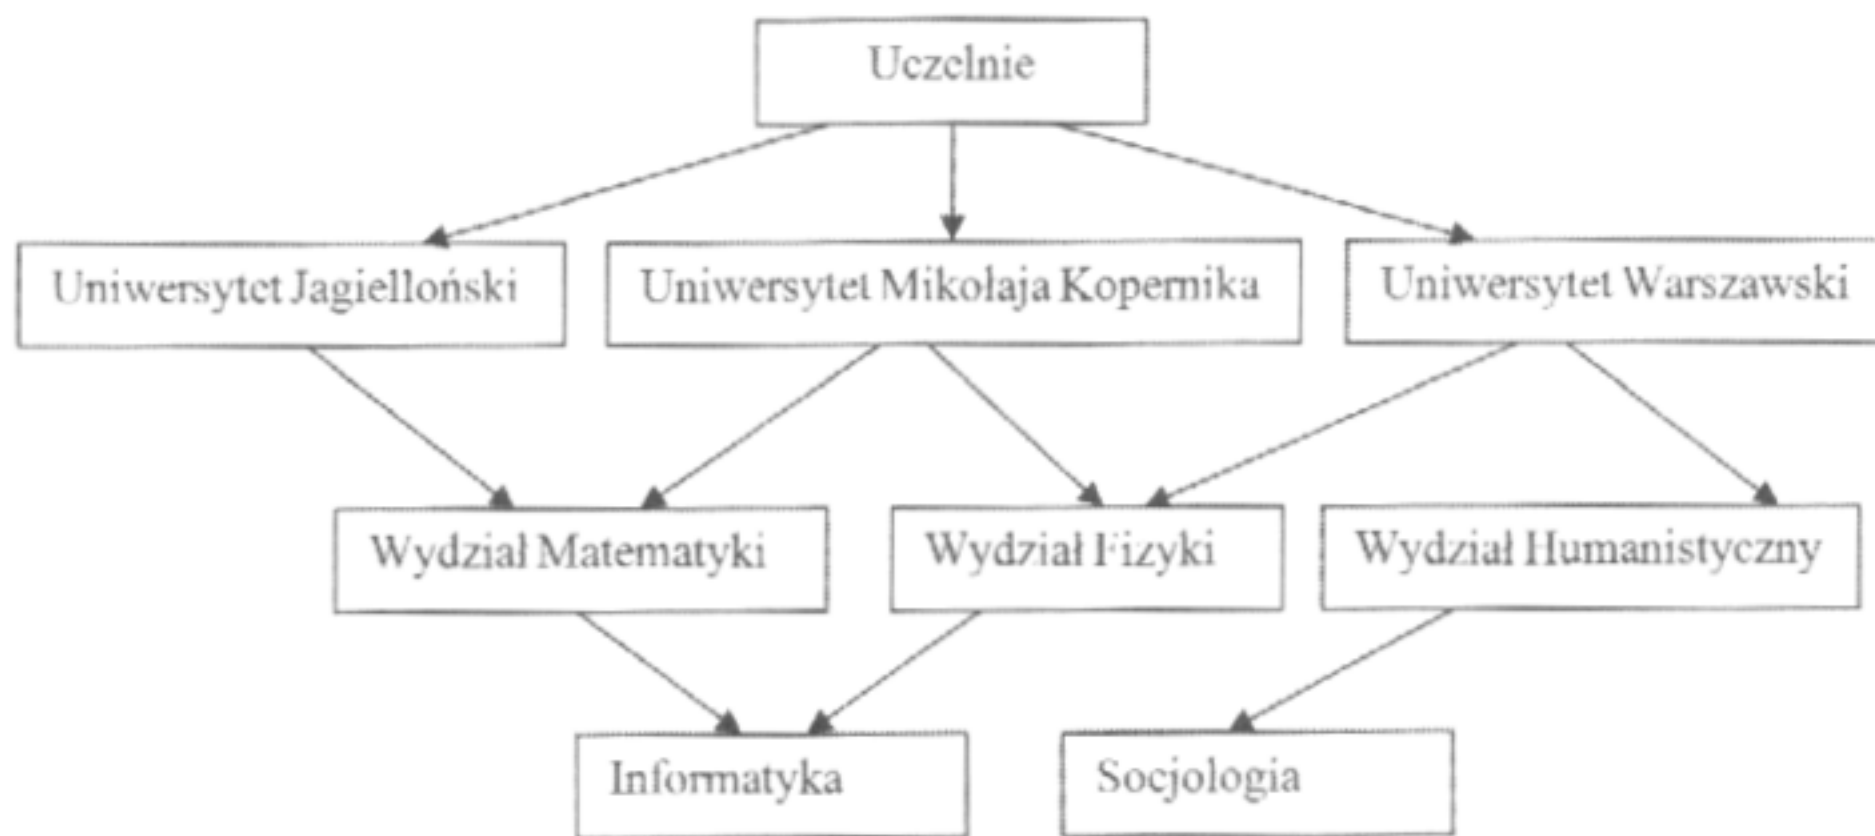 Uczelnie
Uniwersytet Jagielloński
Uniwersytet Mikołaja Kopernika
Uniwersytet Warszawski
Wydział Matematyki
Wydział Fizyki
Wydział Humanistyczny
Informatyka
Socjologia